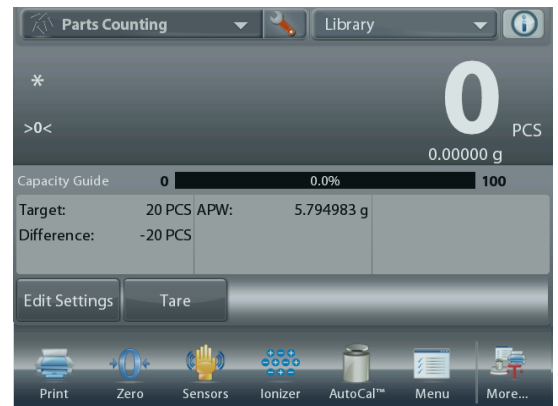 Parts Counting
Library
*
>0<
0
PCS
0.00000 g
Capacity Guide 0 0.0% 100
Target: 20 PCS APW: 5.794983 g
Difference: -20 PCS
Edit Settings Tare
Print Zero Sensors Ionizer AutoCal™ Menu More...